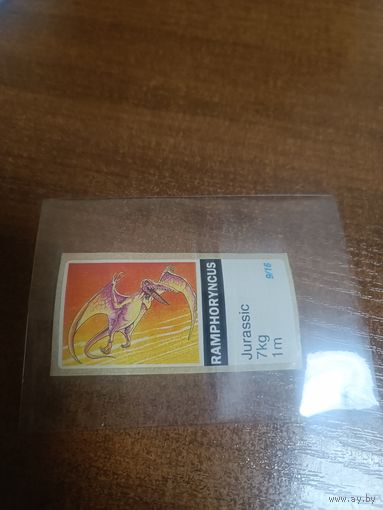 RAMPHORYNCUS
Jurassic
7kg
1m
9/16
www.ay.by